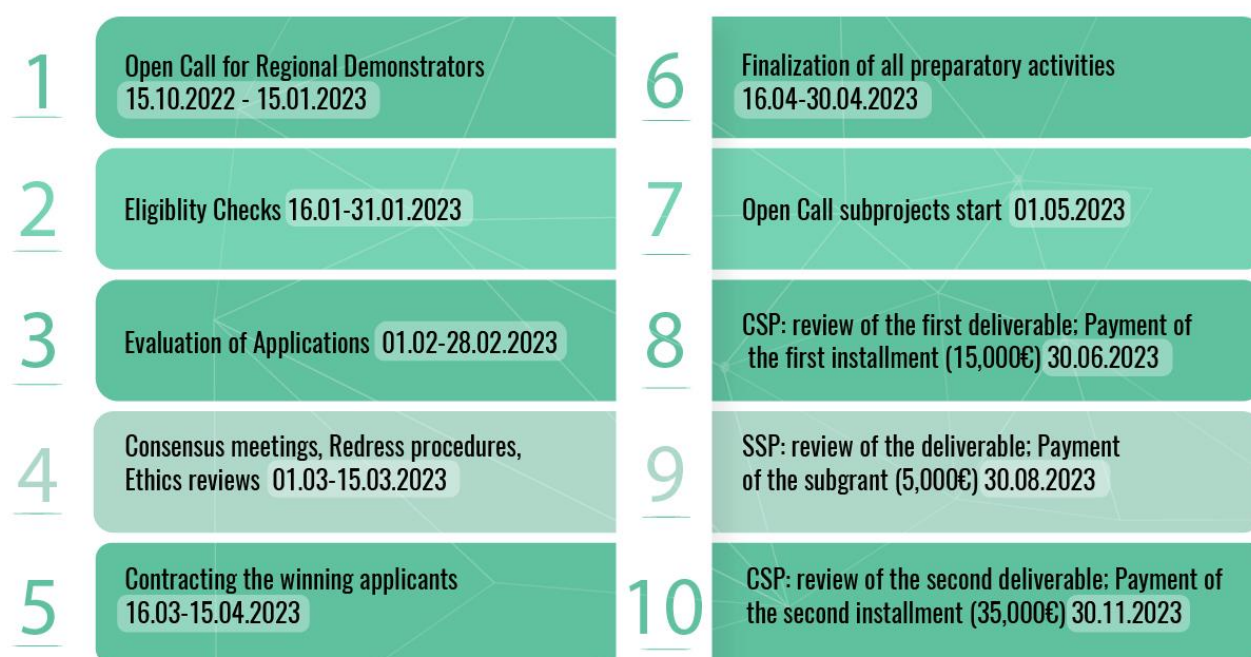 1
Open Call for Regional Demonstrators
15.10.2022 - 15.01.2023
2
Eligiblity Checks 16.01-31.01.2023
3
Evaluation of Applications 01.02-28.02.2023
4
Consensus meetings, Redress procedures,
Ethics reviews 01.03-15.03.2023
5
Contracting the winning applicants
16.03-15.04.2023
6
Finalization of all preparatory activities
16.04-30.04.2023
7
Open Call subprojects start 01.05.2023
8
CSP: review of the first deliverable; Payment of
the first installment (15,000€) 30.06.2023
9
SSP: review of the deliverable; Payment
of the subgrant (5,000€) 30.08.2023
10
CSP: review of the second deliverable; Payment of
the second installment (35,000€) 30.11.2023